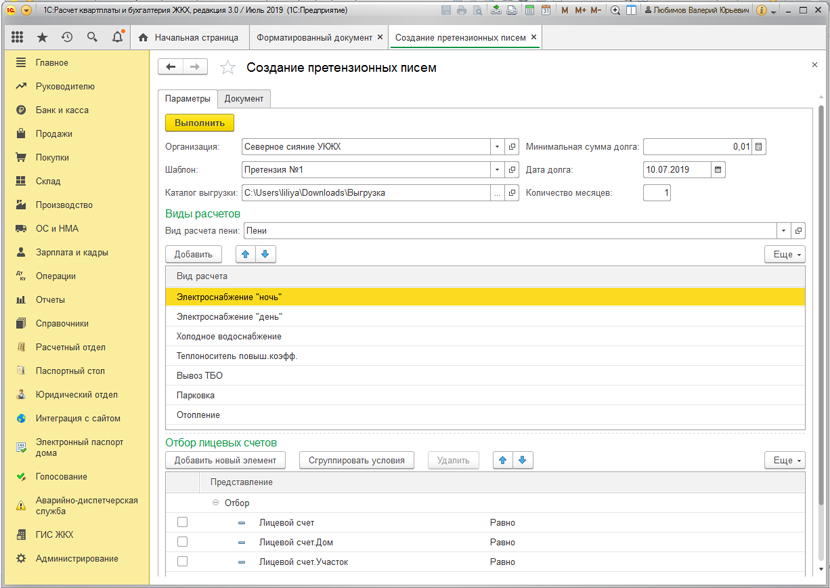 1С:Расчет квартплаты и бухгалтерия ЖКХ, редакция 3.0 / Июль 2019 (1С:Предприятие)
M M+ M- Любимов Валерий Юрьевич
Начальная страница Форматированный документ × Создание претензионных писем ×
Главное
Руководителю
Банк и касса
Продажи
Покупки
Склад
Производство
ОС и НМА
Зарплата и кадры
Операции
Отчеты
Справочники
Расчетный отдел
Паспортный стол
Юридический отдел
Интеграция с сайтом
Электронный паспорт
дома
Голосование
Аварийно-диспетчерская
служба
ГИС ЖКХ
Администрирование
Создание претензионных писем
Параметры Документ
Выполнить
Организация: Северное сияние УКЖХ Минимальная сумма долга: 0,01
Шаблон: Претензия №1 Дата долга: 10.07.2019
Каталог выгрузки: C:\Users\liliya\Downloads\Выгрузка ... Количество месяцев: 1
Виды расчетов
Вид расчета пени: Пени
Добавить Еще
Вид расчета
Электроснабжение "ночь"
Электроснабжение "день"
Холодное водоснабжение
Теплоноситель повыш.коэфф.
Вывоз ТБО
Парковка
Отопление
Отбор лицевых счетов
Добавить новый элемент Сгруппировать условия Удалить Еще
Представление
Отбор
Лицевой счет Равно
Лицевой счет.Дом Равно
Лицевой счет.Участок Равно